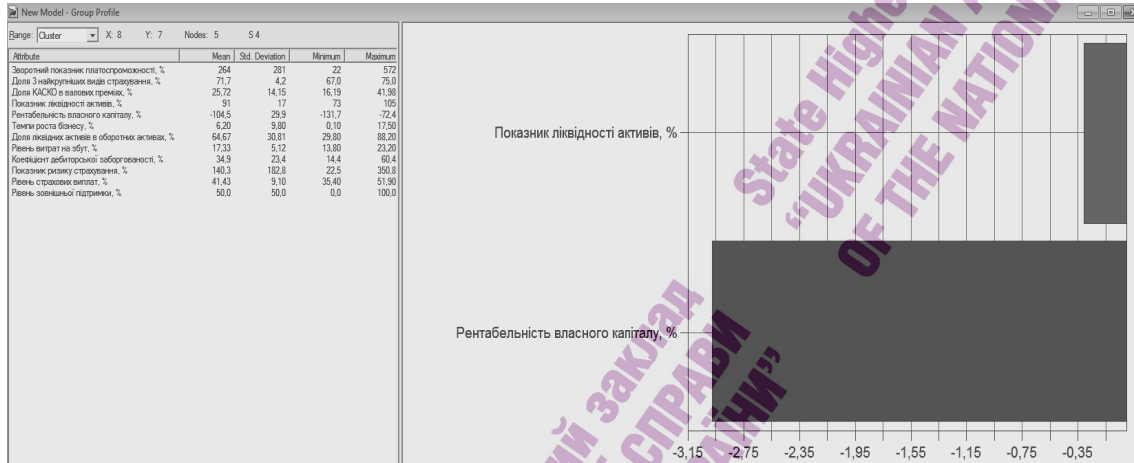 New Model - Group Profile
Range: Cluster X: 8 Y: 7 Nodes: 5 S 4
Attribute Mean Std. Deviation Minimum Maximum
Зворотний показник платоспроможності, % 264 281 22 572
Доля 3 найкрупніших видів страхування, % 71,7 4,2 67,0 75,0
Доля КАСКО в валових преміях, % 25,72 14,15 16,19 41,98
Показник ліквідності активів, % 91 17 73 105
Рентабельність власного капіталу, % -104,5 29,9 -131,7 -72,4
Темпи роста бізнесу, % 6,20 9,80 0,10 17,50
Доля ліквідних активів в оборотних активах, % 64,67 30,81 29,80 88,20
Рівень витрат на збут, % 17,33 5,12 13,80 23,20
Коефіцієнт дебиторської заборгованості, % 34,9 23,4 14,4 60,4
Показник ризику страхування, % 140,3 182,8 22,5 350,8
Рівень страхових виплат, % 41,43 9,10 35,40 51,90
Рівень зовнішньої підтримки, % 50,0 50,0 0,0 100,0
Показник ліквідності активів, %
Рентабельність власного капіталу, %
-3,15 -2,75 -2,35 -1,95 -1,55 -1,15 -0,75 -0,35
State Highe
"UKRAINIAN A
OF THE NATION
ий заклад
СПРАВИ
РАЇНИ"